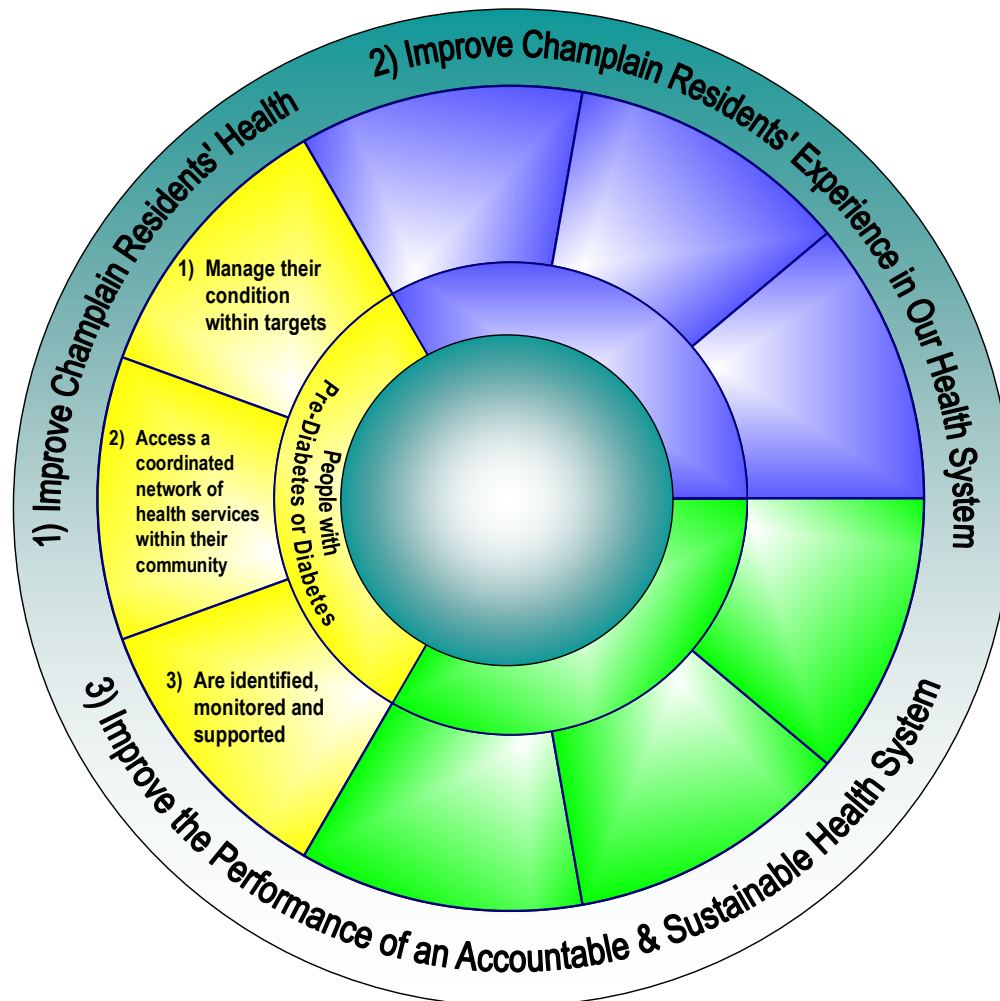 1) Improve Champlain Residents' Health
2) Improve Champlain Residents' Experience in Our Health System
3) Improve the Performance of an Accountable & Sustainable Health System
People with
Pre-Diabetes or Diabetes
1) Manage their
condition
within targets
2) Access a
coordinated
network of
health services
within their
community
3) Are identified,
monitored and
supported